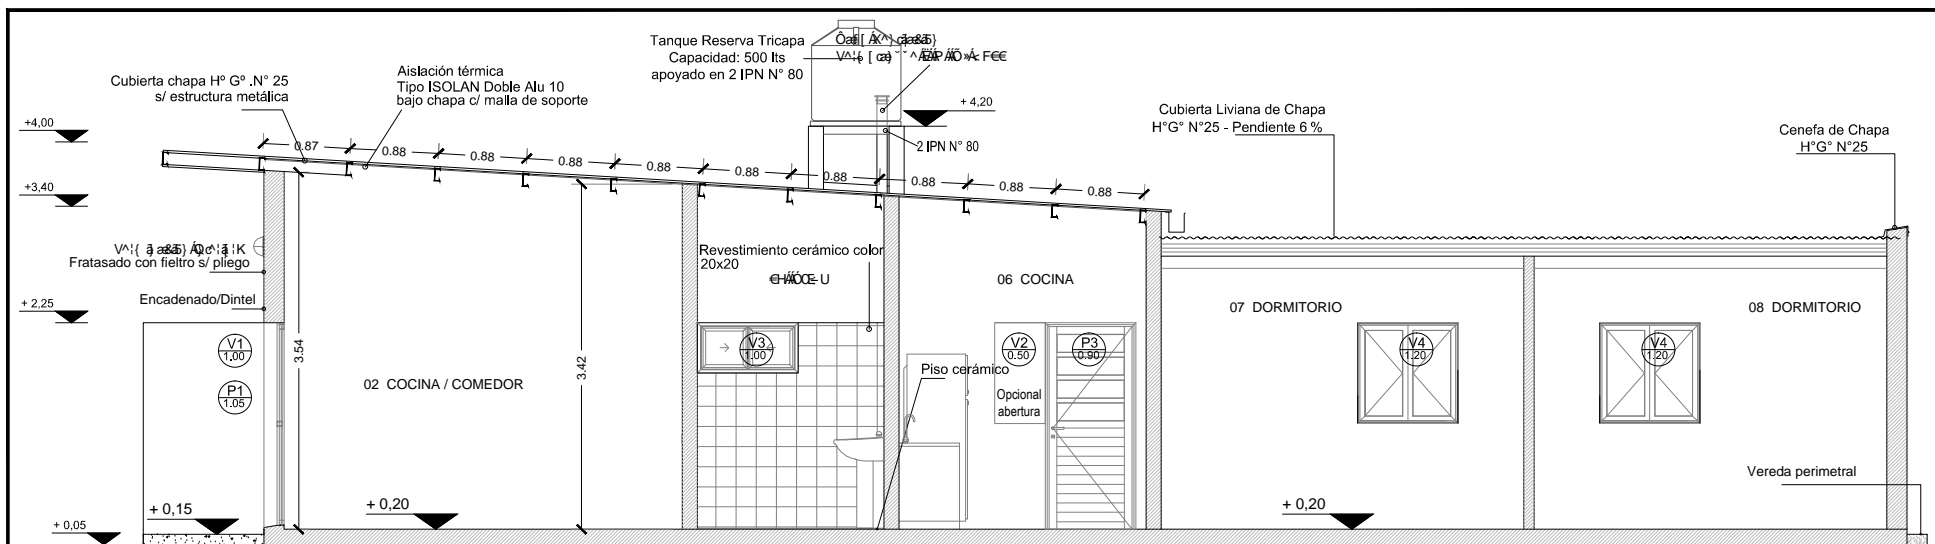 Tanque Reserva Tricapa
Capacidad: 500 lts
apoyado en 2 IPN N° 80
Cubierta chapa Hº Gº .N° 25
s/ estructura metálica
Aislación térmica
Tipo ISOLAN Doble Alu 10
bajo chapa c/ malla de soporte
+ 4,20
2 IPN N° 80
Cubierta Liviana de Chapa
H°G° N°25 - Pendiente 6 %
Cenefa de Chapa
H°G° N°25
+4,00
+3,40
+ 2,25
+ 0,05
0.87
0.88
0.88
0.88
0.88
0.88
0.88
0.88
0.88
0.88
Fratasado con fieltro s/ pliego
Encadenado/Dintel
Revestimiento cerámico color
20x20
06 COCINA
07 DORMITORIO
08 DORMITORIO
V1
1.00
P1
1.05
3.54
02 COCINA / COMEDOR
3.42
V3
1.00
Piso cerámico
V2
0.50
Opcional
abertura
P3
0.90
V4
1.20
V4
1.20
Vereda perimetral
+ 0,15
+ 0,20
+ 0,20